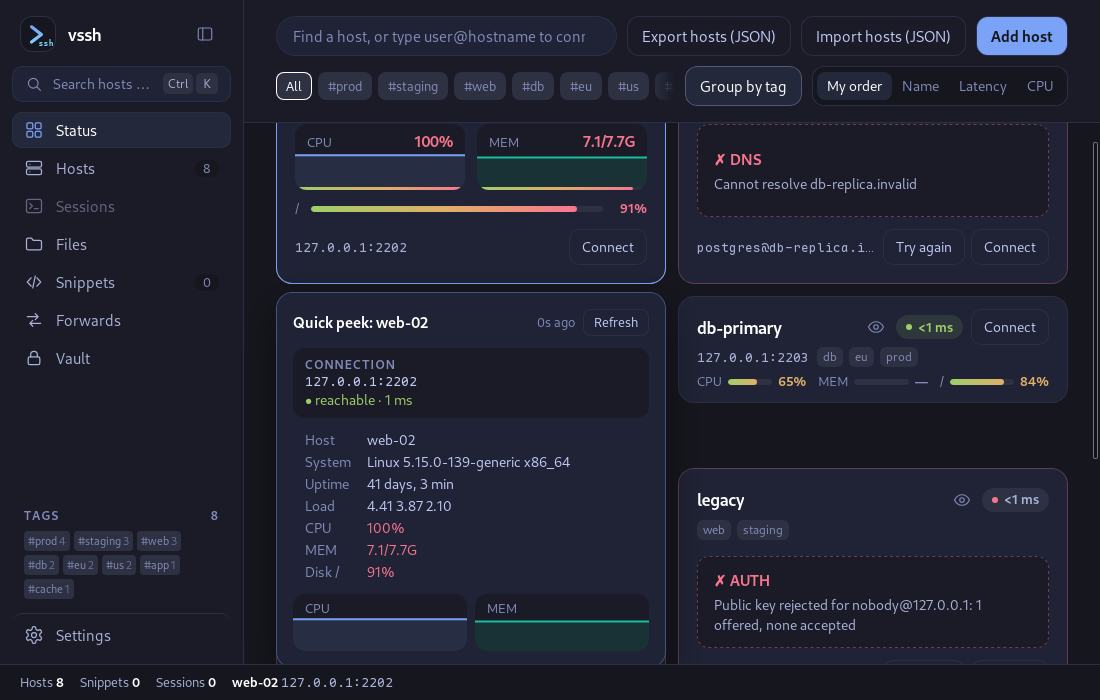 ssh
vssh
Search hosts … Ctrl K
Status
Hosts 8
Sessions
Files
Snippets 0
Forwards
Vault
TAGS 8
#prod 4 #staging 3 #web 3
#db 2 #eu 2 #us 2 #app 1
#cache 1
Settings
Find a host, or type user@hostname to conn
Export hosts (JSON)
Import hosts (JSON)
Add host
All #prod #staging #web #db #eu #us #
Group by tag
My order Name Latency CPU
CPU 100% MEM 7.1/7.7G
/ 91%
127.0.0.1:2202 Connect
✗ DNS
Cannot resolve db-replica.invalid
postgres@db-replica.i… Try again Connect
Quick peek: web-02 0s ago Refresh
CONNECTION
127.0.0.1:2202
● reachable · 1 ms
Host web-02
System Linux 5.15.0-139-generic x86_64
Uptime 41 days, 3 min
Load 4.41 3.87 2.10
CPU 100%
MEM 7.1/7.7G
Disk / 91%
CPU MEM
db-primary <1 ms Connect
127.0.0.1:2203 db eu prod
CPU 65% MEM — / 84%
legacy <1 ms
web staging
✗ AUTH
Public key rejected for nobody@127.0.0.1: 1
offered, none accepted
Hosts 8 Snippets 0 Sessions 0 web-02 127.0.0.1:2202